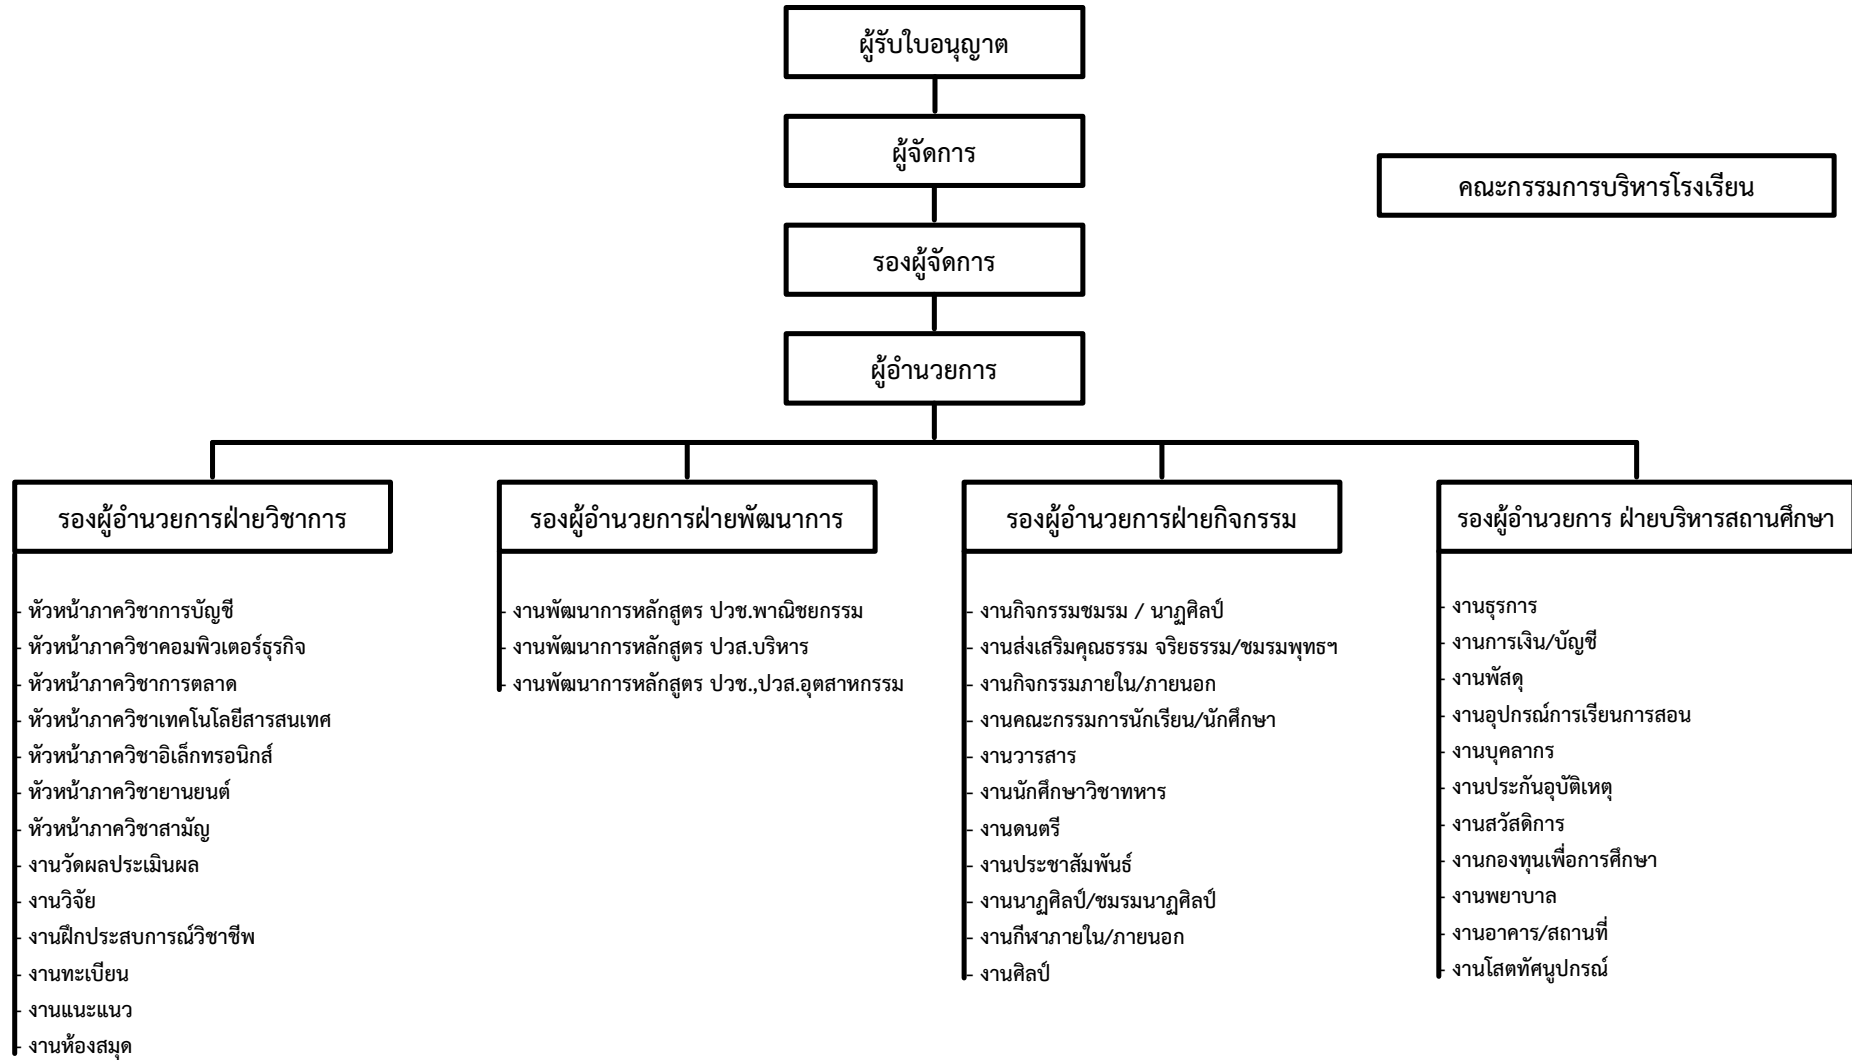 ผู้รับใบอนุญาต
ผู้จัดการ
คณะกรรมการบริหารโรงเรียน
รองผู้จัดการ
ผู้อำนวยการ
รองผู้อำนวยการฝ่ายวิชาการ
- หัวหน้าภาควิชาการบัญชี
- หัวหน้าภาควิชาคอมพิวเตอร์ธุรกิจ
- หัวหน้าภาควิชาการตลาด
- หัวหน้าภาควิชาเทคโนโลยีสารสนเทศ
- หัวหน้าภาควิชาอิเล็กทรอนิกส์
- หัวหน้าภาควิชายานยนต์
- หัวหน้าภาควิชาสามัญ
- งานวัดผลประเมินผล
- งานวิจัย
- งานฝึกประสบการณ์วิชาชีพ
- งานทะเบียน
- งานแนะแนว
- งานห้องสมุด
รองผู้อำนวยการฝ่ายพัฒนาการ
- งานพัฒนาการหลักสูตร ปวช.พาณิชยกรรม
- งานพัฒนาการหลักสูตร ปวส.บริหาร
- งานพัฒนาการหลักสูตร ปวช.,ปวส.อุตสาหกรรม
รองผู้อำนวยการฝ่ายกิจกรรม
- งานกิจกรรมชมรม / นาฏศิลป์
- งานส่งเสริมคุณธรรม จริยธรรม/ชมรมพุทธฯ
- งานกิจกรรมภายใน/ภายนอก
- งานคณะกรรมการนักเรียน/นักศึกษา
- งานวารสาร
- งานนักศึกษาวิชาทหาร
- งานดนตรี
- งานประชาสัมพันธ์
- งานนาฏศิลป์/ชมรมนาฏศิลป์
- งานกีฬาภายใน/ภายนอก
- งานศิลป์
รองผู้อำนวยการ ฝ่ายบริหารสถานศึกษา
- งานธุรการ
- งานการเงิน/บัญชี
- งานพัสดุ
- งานอุปกรณ์การเรียนการสอน
- งานบุคลากร
- งานประกันอุบัติเหตุ
- งานสวัสดิการ
- งานกองทุนเพื่อการศึกษา
- งานพยาบาล
- งานอาคาร/สถานที่
- งานโสตทัศนูปกรณ์